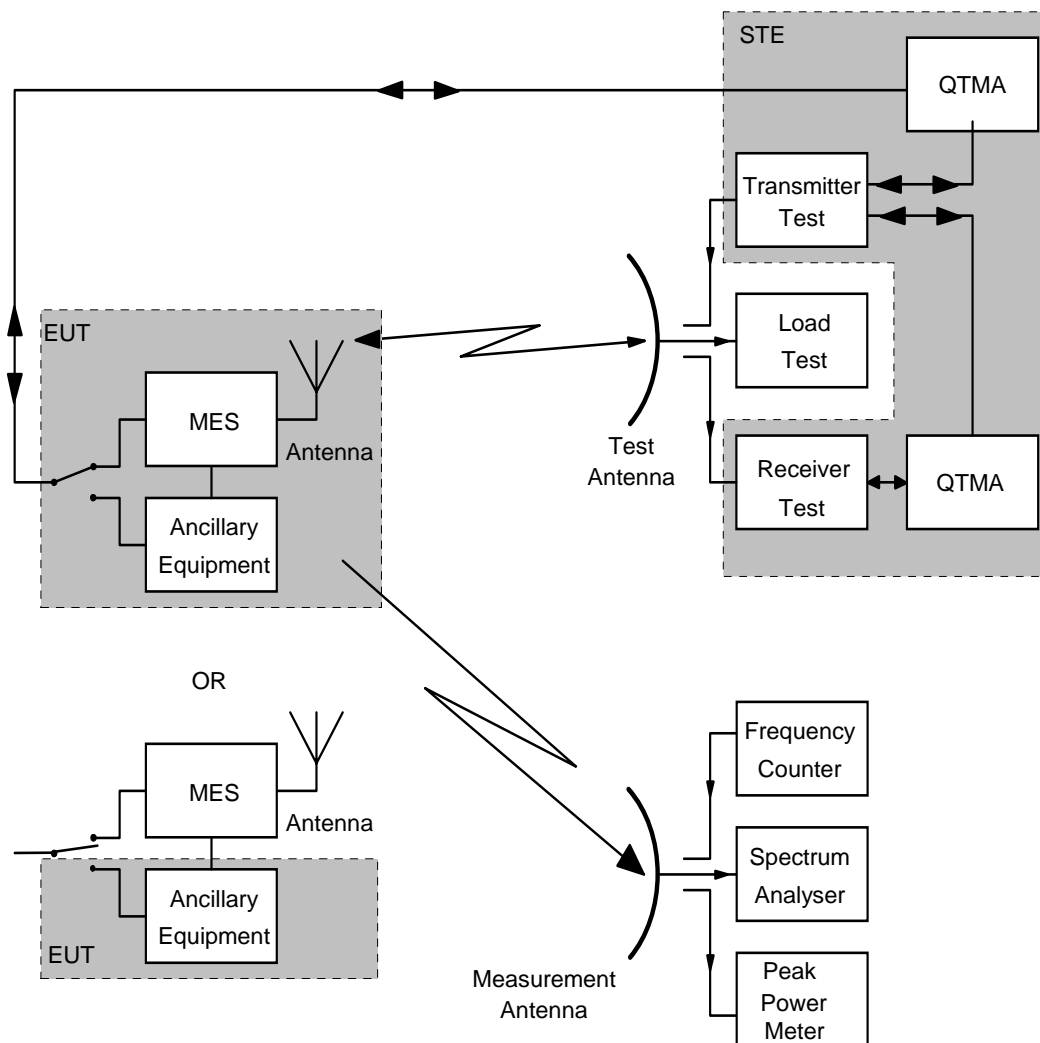 STE
QTMA
Transmitter
Test
EUT
Load
Test
MES
Antenna
Test
Antenna
Receiver
Test
QTMA
Ancillary
Equipment
OR
Frequency
Counter
MES
Antenna
Spectrum
Analyser
Ancillary
Equipment
EUT
Measurement
Antenna
Peak
Power
Meter